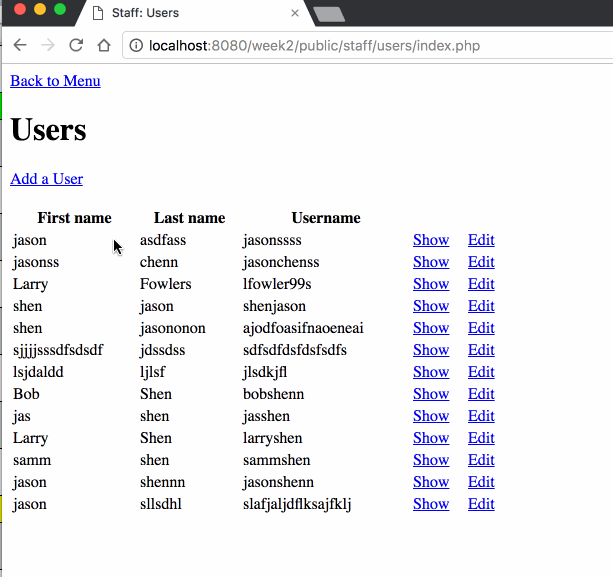 Staff: Users
localhost:8080/week2/public/staff/users/index.php
Back to Menu
Users
Add a User
First name Last name Username
jason asdfass jasonssss Show Edit
jasonss chenn jasonchenss Show Edit
Larry Fowlers lfowler99s Show Edit
shen jason shenjason Show Edit
shen jasononon ajodfoasifnaoeneai Show Edit
sjjjjsssdfsdsdf jdssdss sdfsdfdsfdsfsdfs Show Edit
lsjdaldd ljlsf jlsdkjfl Show Edit
Bob Shen bobshenn Show Edit
jas shen jasshen Show Edit
Larry Shen larryshen Show Edit
samm shen sammshen Show Edit
jason shennn jasonshenn Show Edit
jason sllsdhl slafjaljdflksajfklj Show Edit